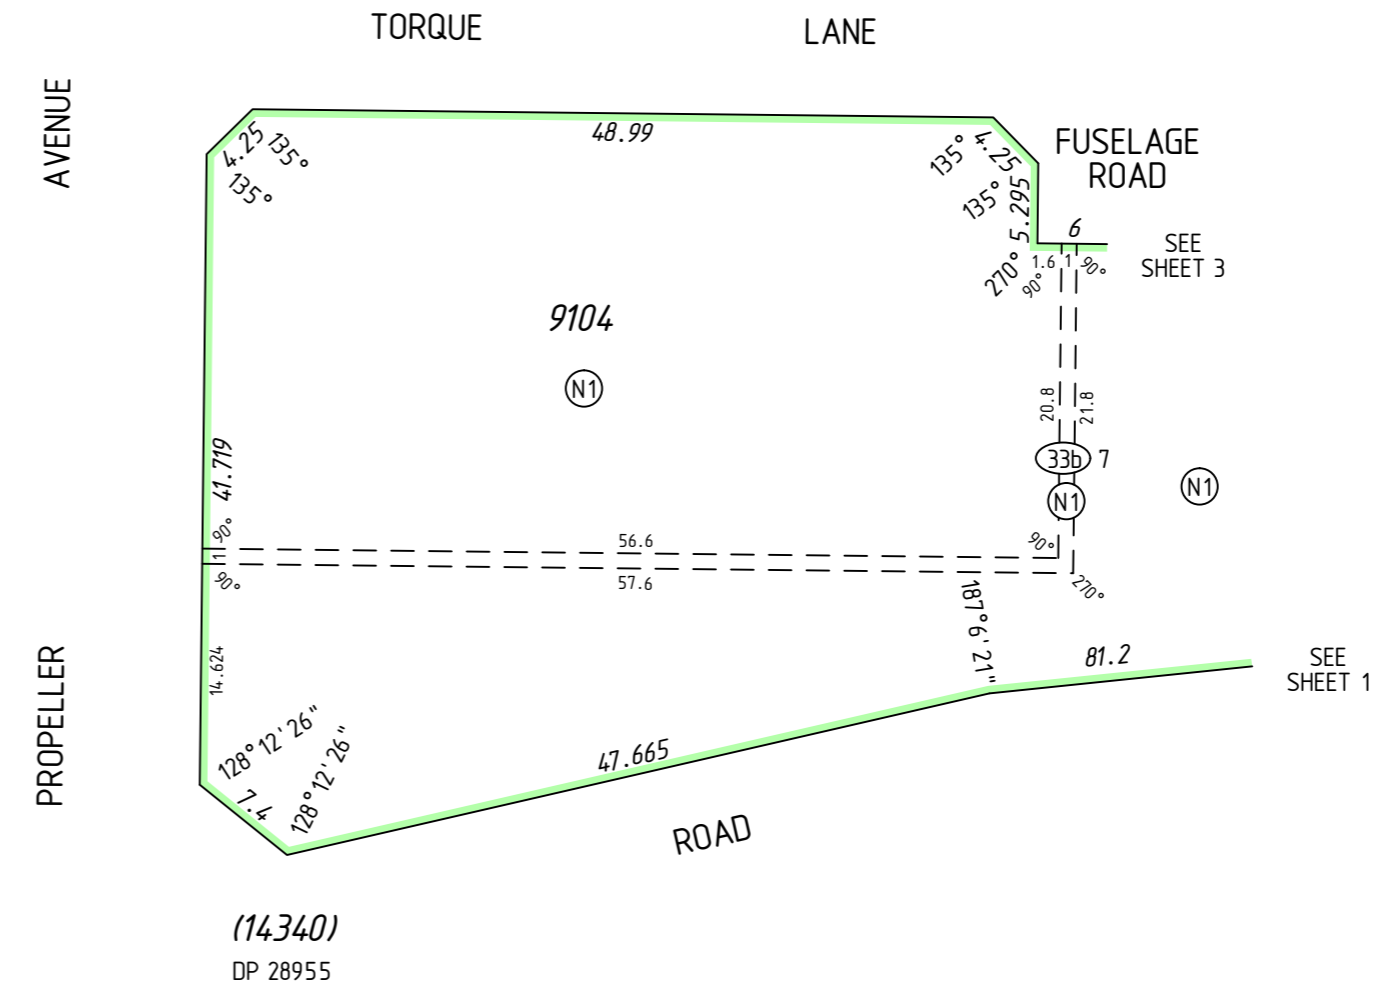 TORQUE LANE
AVENUE
4.25
135°
135°
48.99
135°
4.25
135°
5.295
FUSELAGE
ROAD
6
270°
1.6
1
90°
90°
SEE
SHEET 3
9104
N1
41.719
20.8
21.8
33b
7
N1
N1
90°
1
90°
56.6
57.6
90°
270°
187°6'21"
14.624
81.2
SEE
SHEET 1
PROPELLER
128°12'26"
7.4
128°12'26"
47.665
ROAD
(14340)
DP 28955